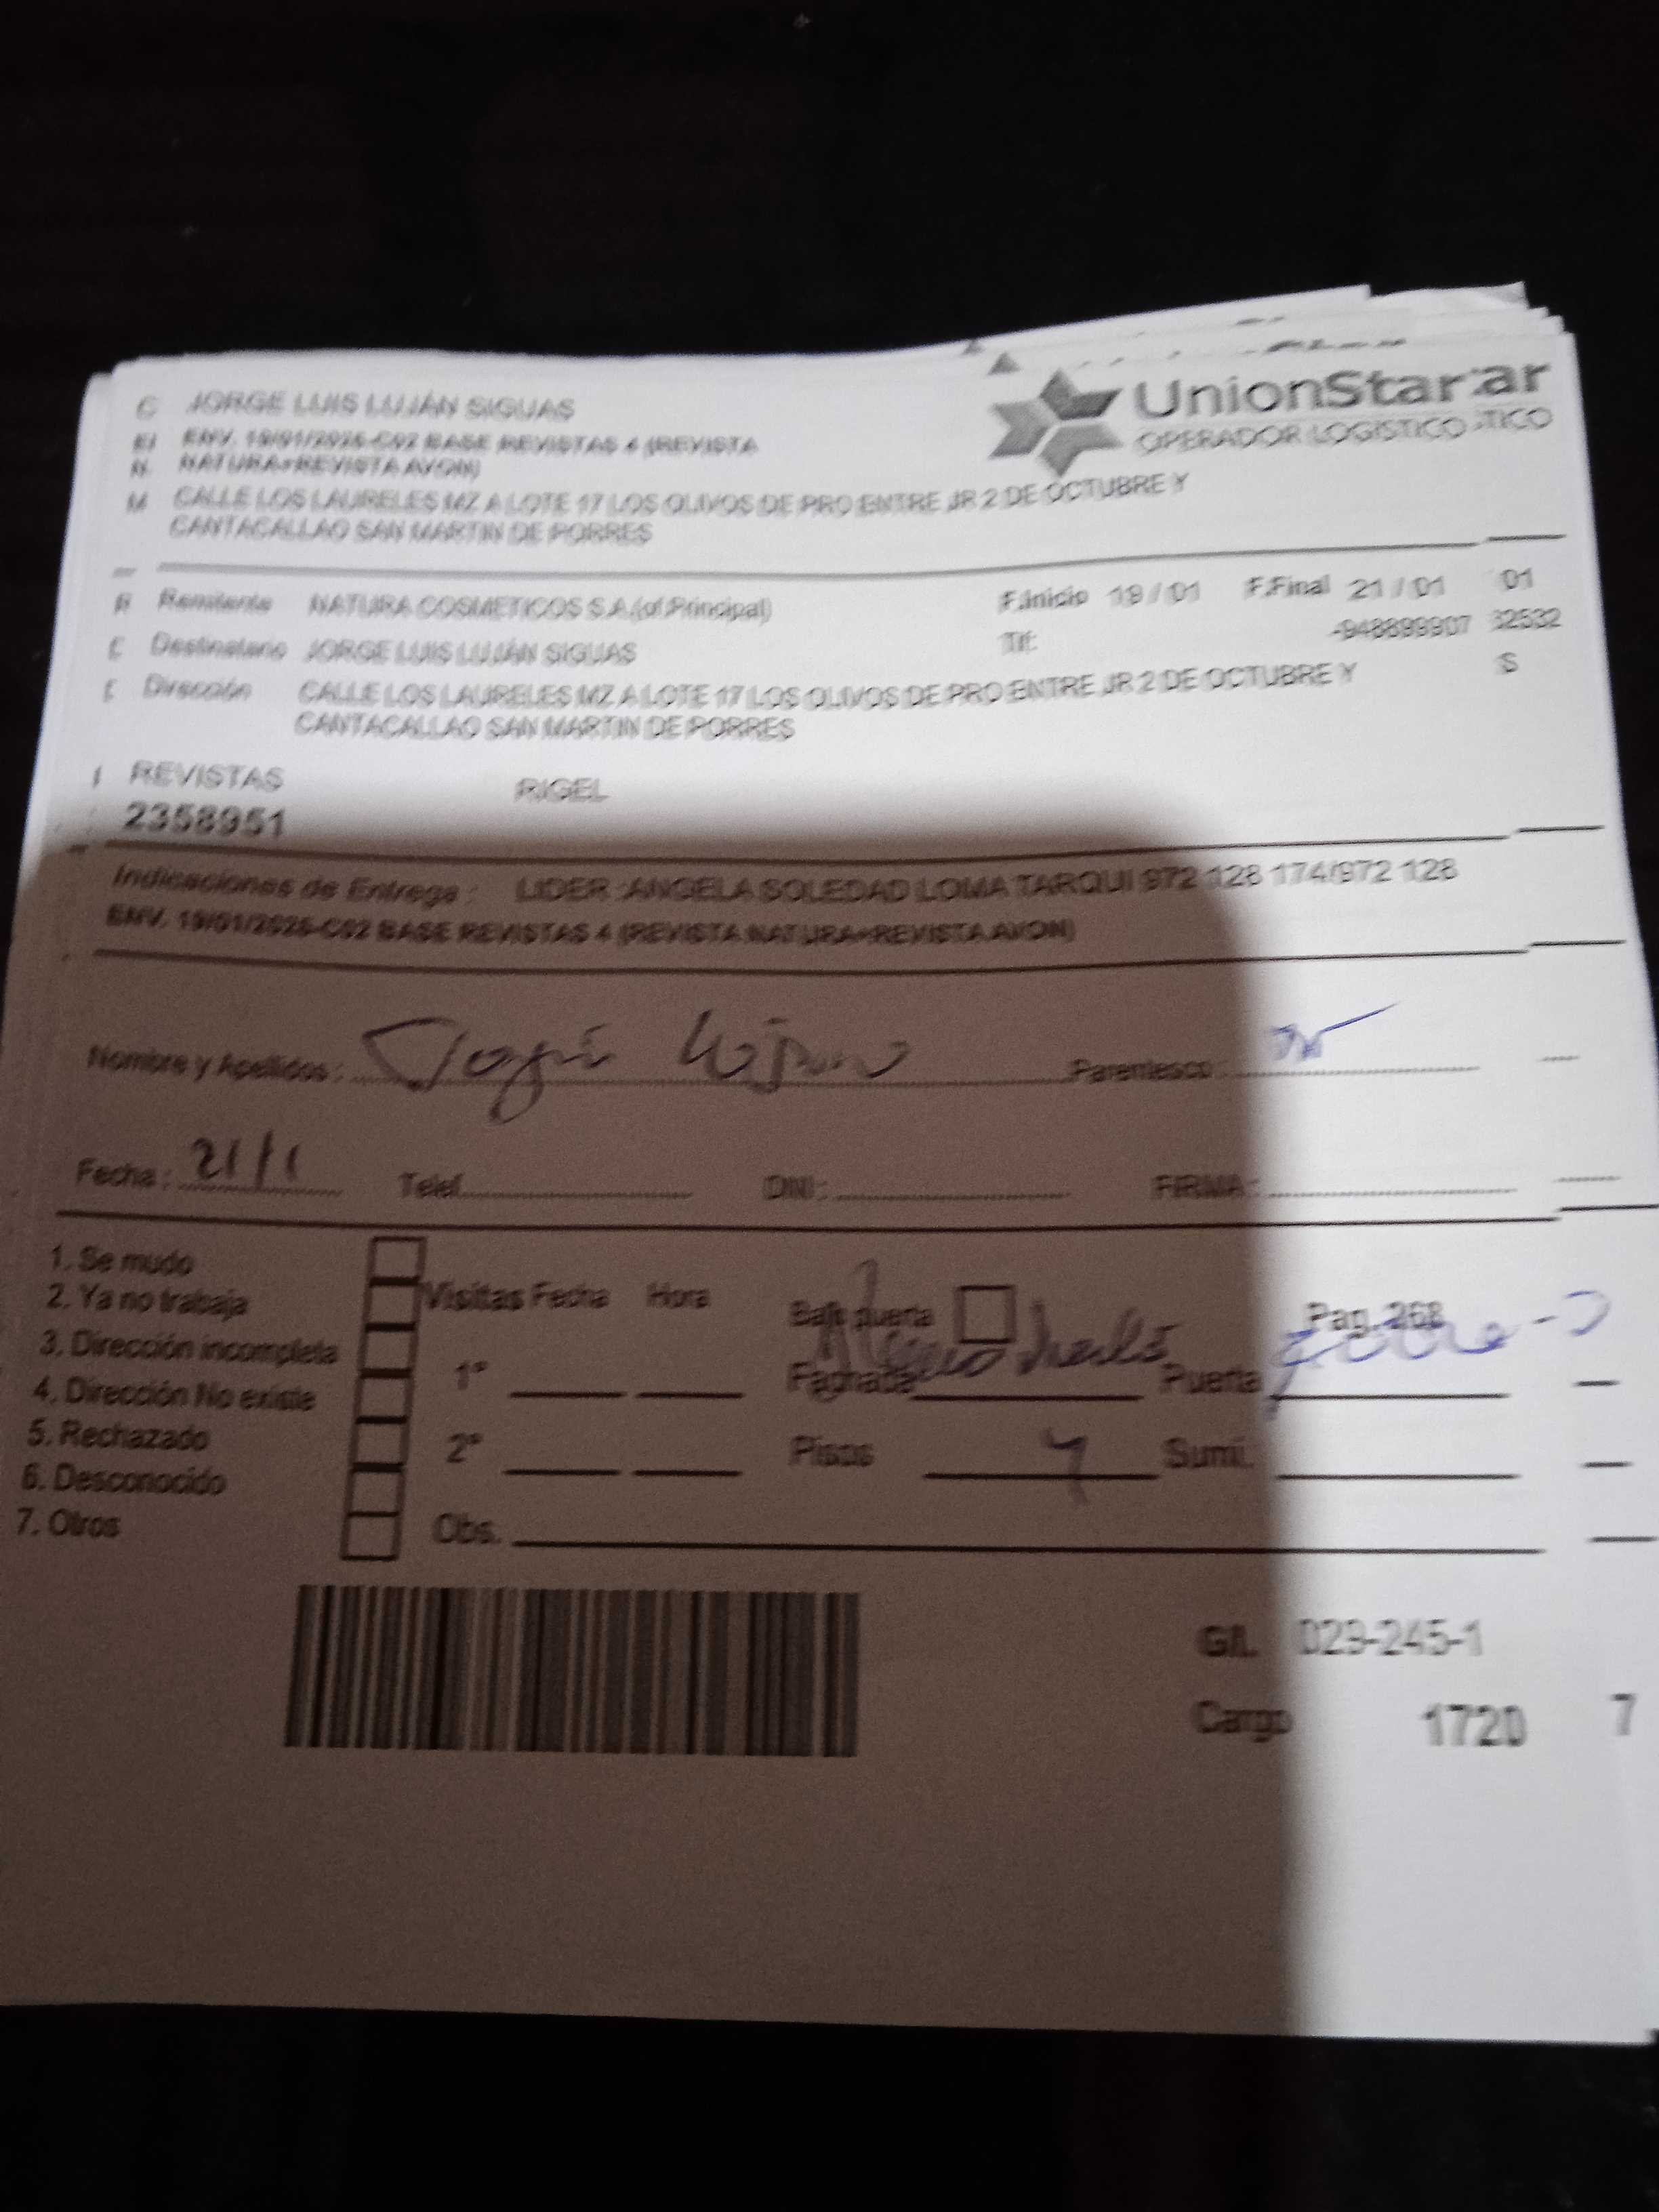 JORGE LUIS LUJÁN SIGUAS
ENV. 19/01/2026-C02 BASE REVISTAS 4 (REVISTA
NATURA+REVISTA AVON)
CALLE LOS LAURELES MZ A LOTE 17 LOS OLIVOS DE PRO ENTRE JR 2 DE OCTUBRE Y
CANTACALLAO SAN MARTIN DE PORRES
UnionStar
OPERADOR LOGISTICO
Remitente NATURA COSMETICOS S.A.(of.Principal) F.Inicio 19 / 01 F.Final 21 / 01 01
Destinatario JORGE LUIS LUJÁN SIGUAS Tlf: -948899907 32532
Dirección CALLE LOS LAURELES MZ A LOTE 17 LOS OLIVOS DE PRO ENTRE JR 2 DE OCTUBRE Y S
CANTACALLAO SAN MARTIN DE PORRES
REVISTAS RIGEL
2358951
Indicaciones de Entrega : LIDER :ANGELA SOLEDAD LOMA TARQUI 972 128 174/972 128
ENV. 19/01/2026-C02 BASE REVISTAS 4 (REVISTA NATURA+REVISTA AVON)
Nombre y Apellidos : Parentesco :
Fecha : 21/1 Telef. DNI : FIRMA :
1. Se mudo
2. Ya no trabaja
3. Dirección incompleta
4. Dirección No existe
5. Rechazado
6. Desconocido
7. Otros
Visitas Fecha Hora
1°
2°
Obs.
Bajo puerta Pag. 268
Fachada Puerta
Pisos Sumi.
G/L 029-245-1
Cargo 1720 7